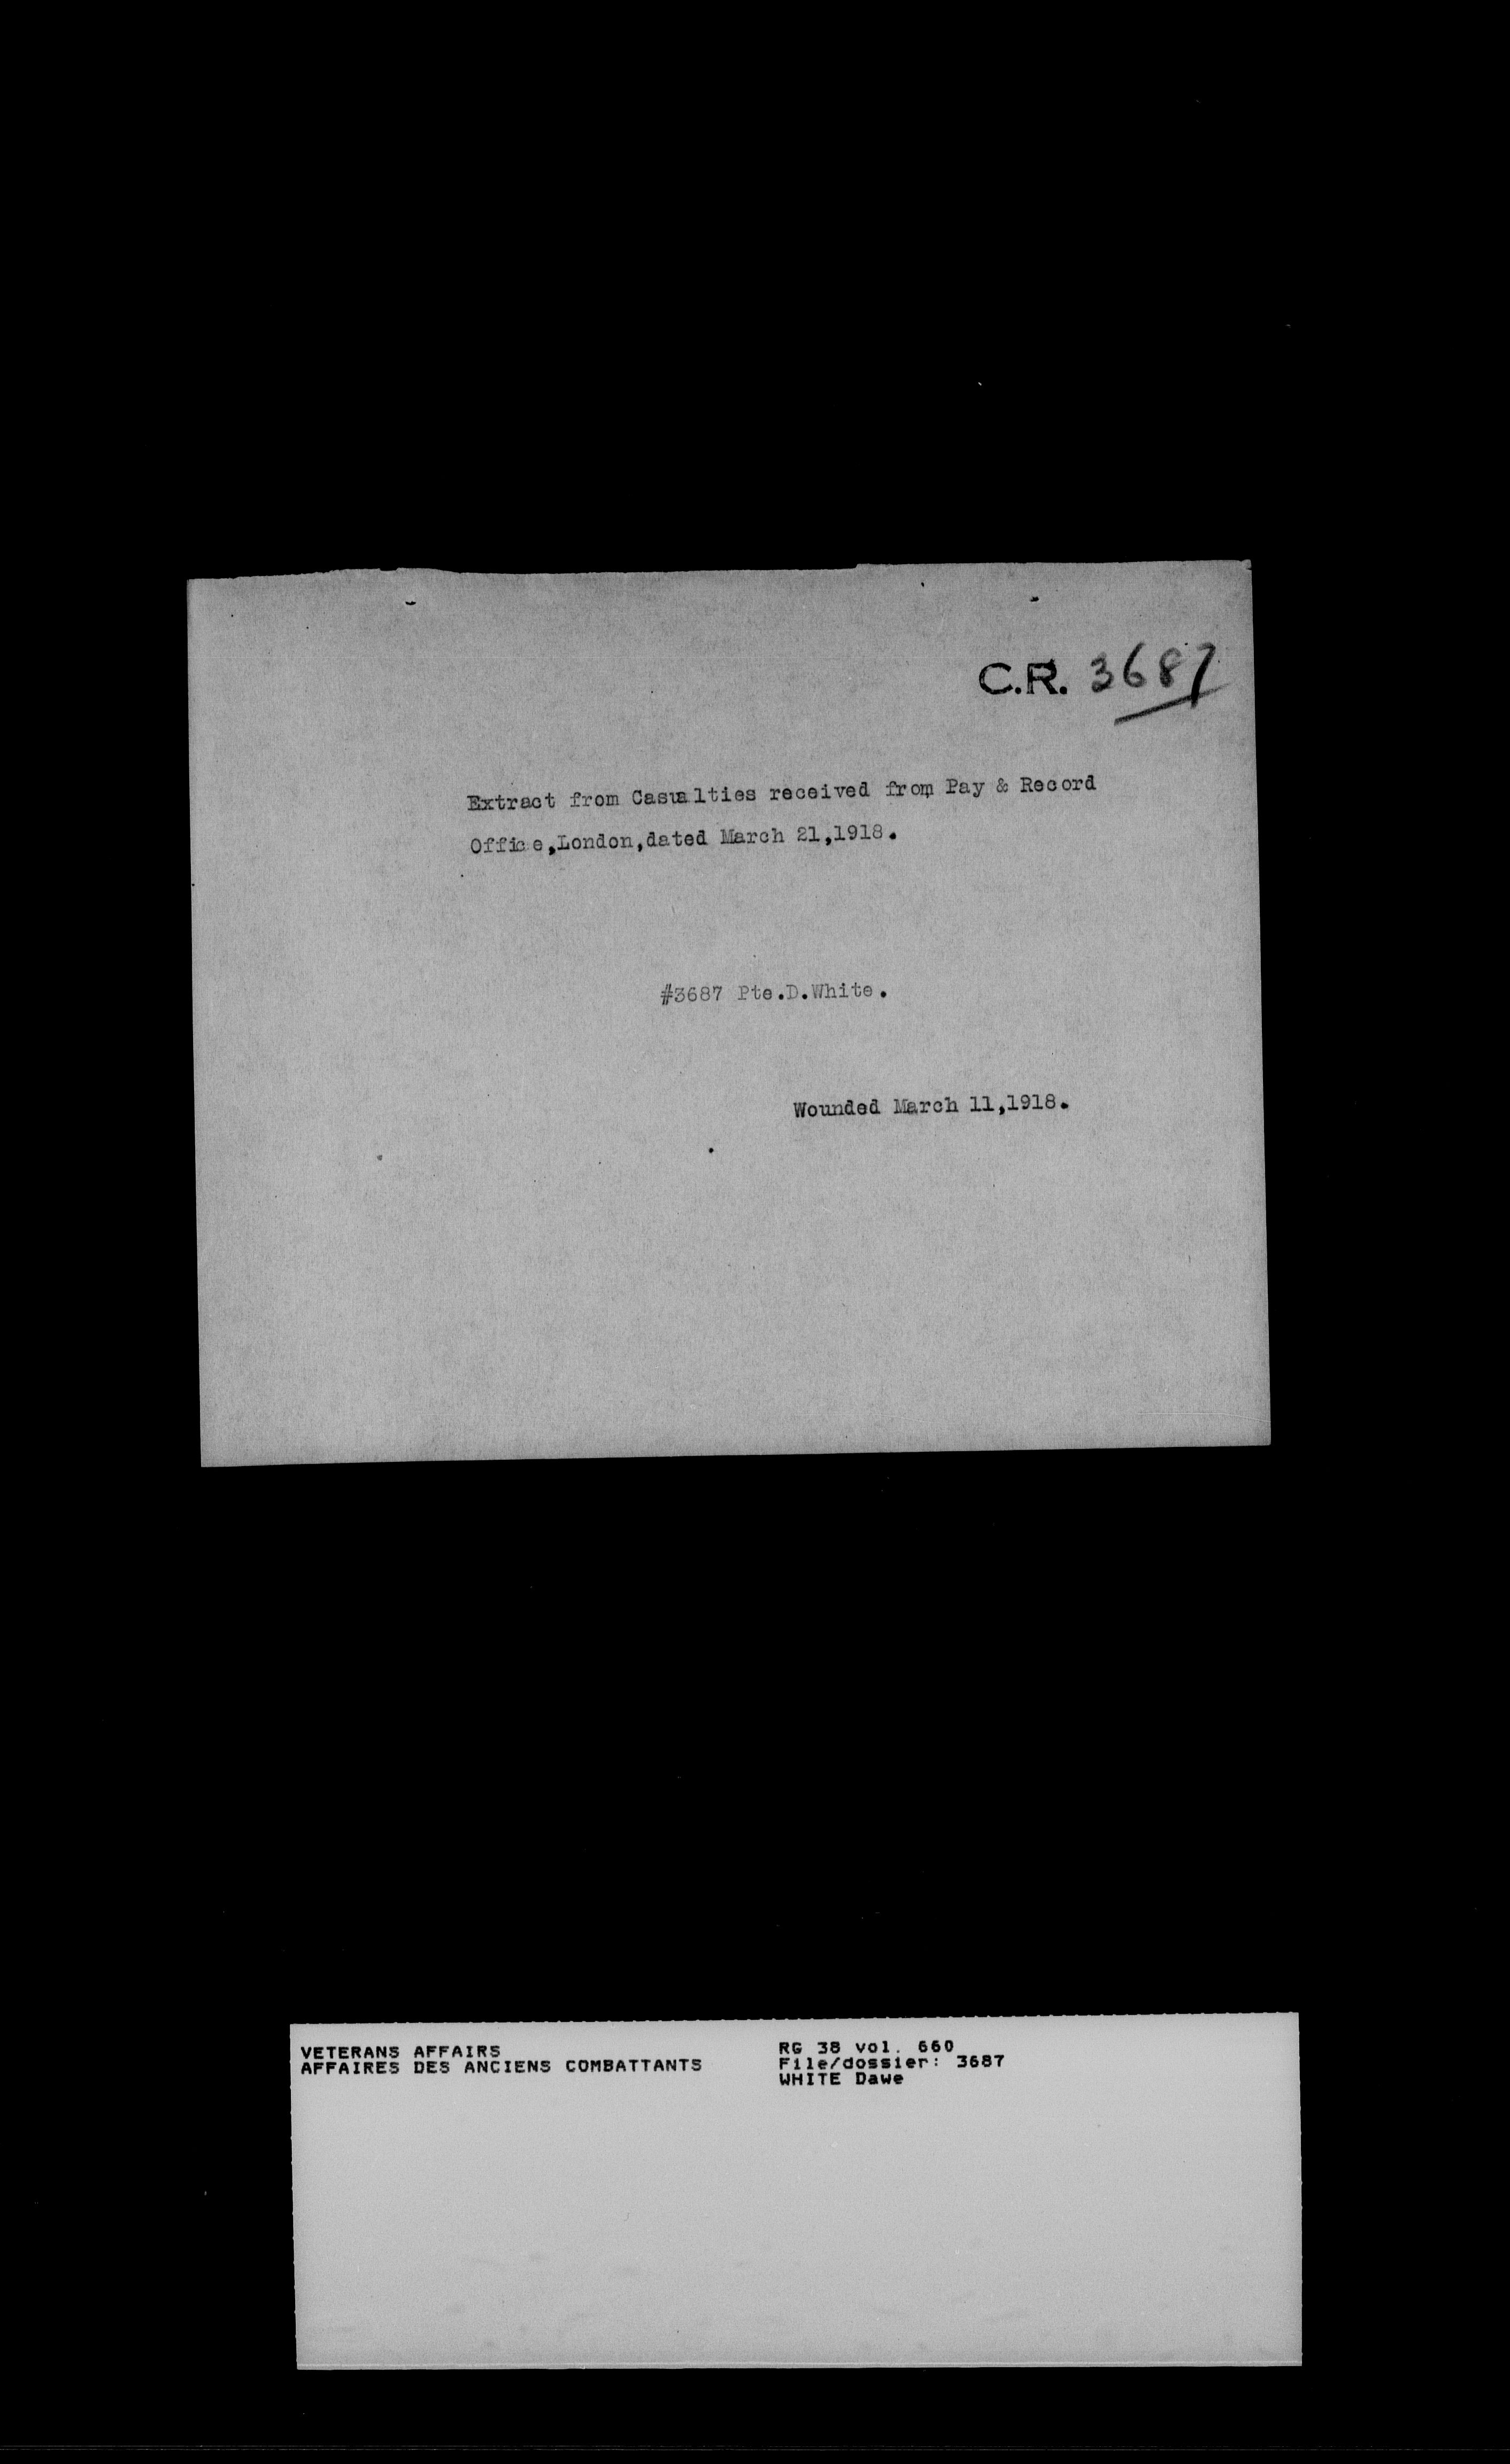 C.R. 3687
Extract from Casualties received from Pay & Record
Office,London,dated March 21,1918.
#3687 Pte.D.White.
Wounded March 11,1918.
VETERANS AFFAIRS
AFFAIRES DES ANCIENS COMBATTANTS
RG 38 vol. 660
File/dossier: 3687
WHITE Dawe